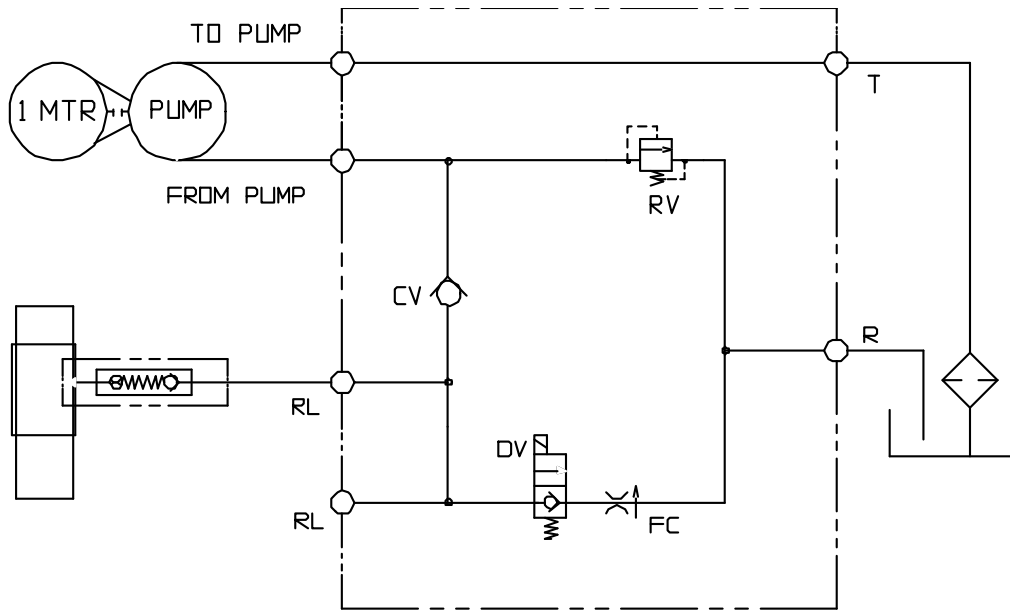 TO PUMP
1 MTR
PUMP
T
FROM PUMP
RV
CV
R
RL
DV
RL
FC